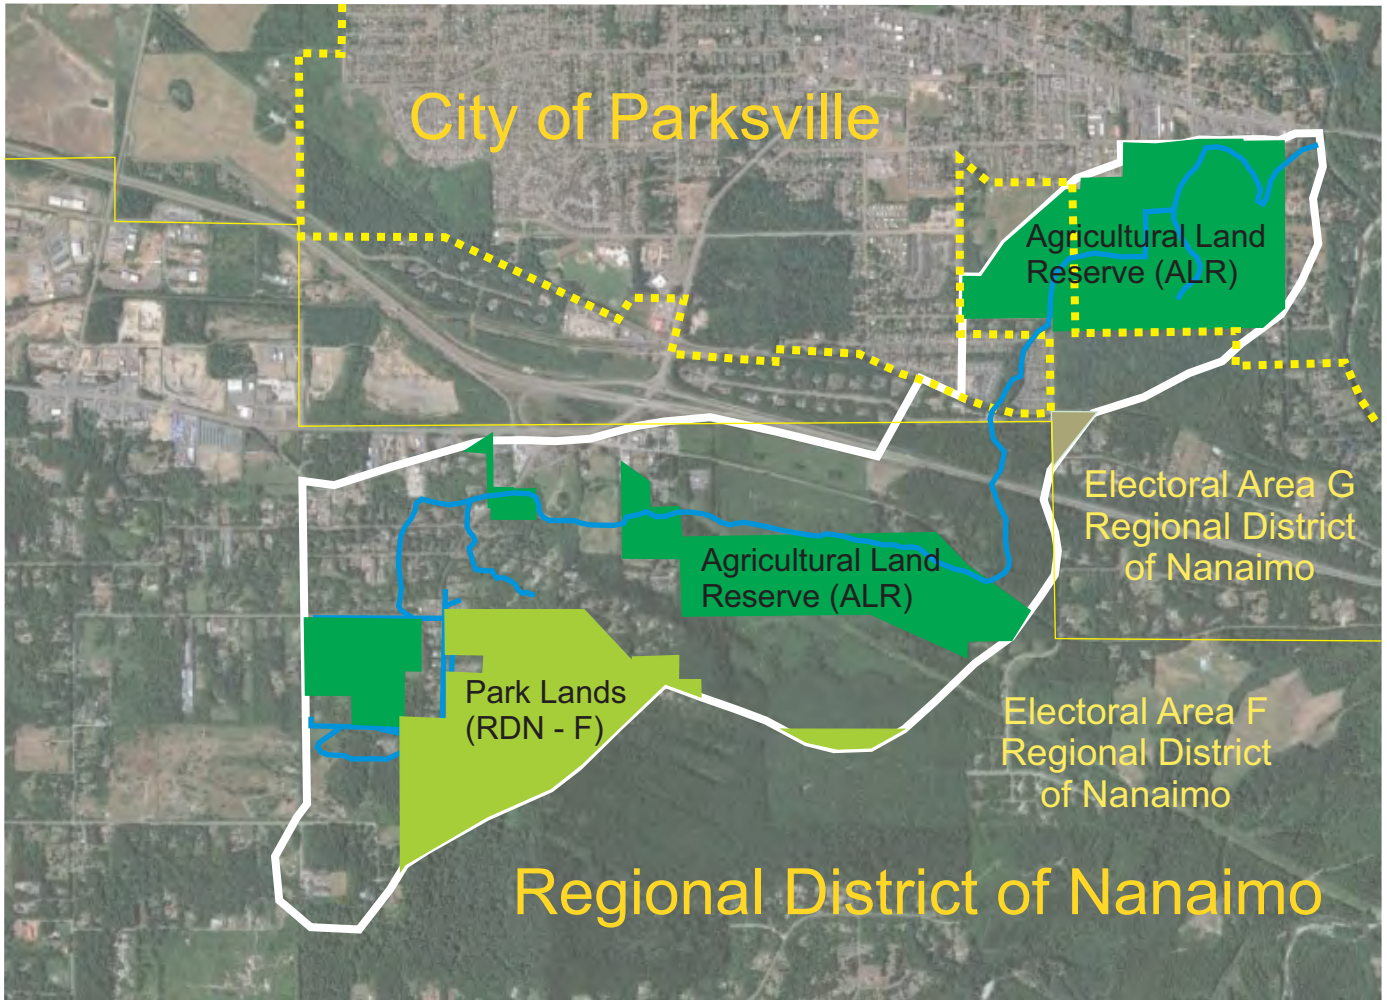 City of Parksville
Agricultural Land
Reserve (ALR)
Electoral Area G
Regional District
of Nanaimo
Agricultural Land
Reserve (ALR)
Park Lands
(RDN - F)
Electoral Area F
Regional District
of Nanaimo
Regional District of Nanaimo